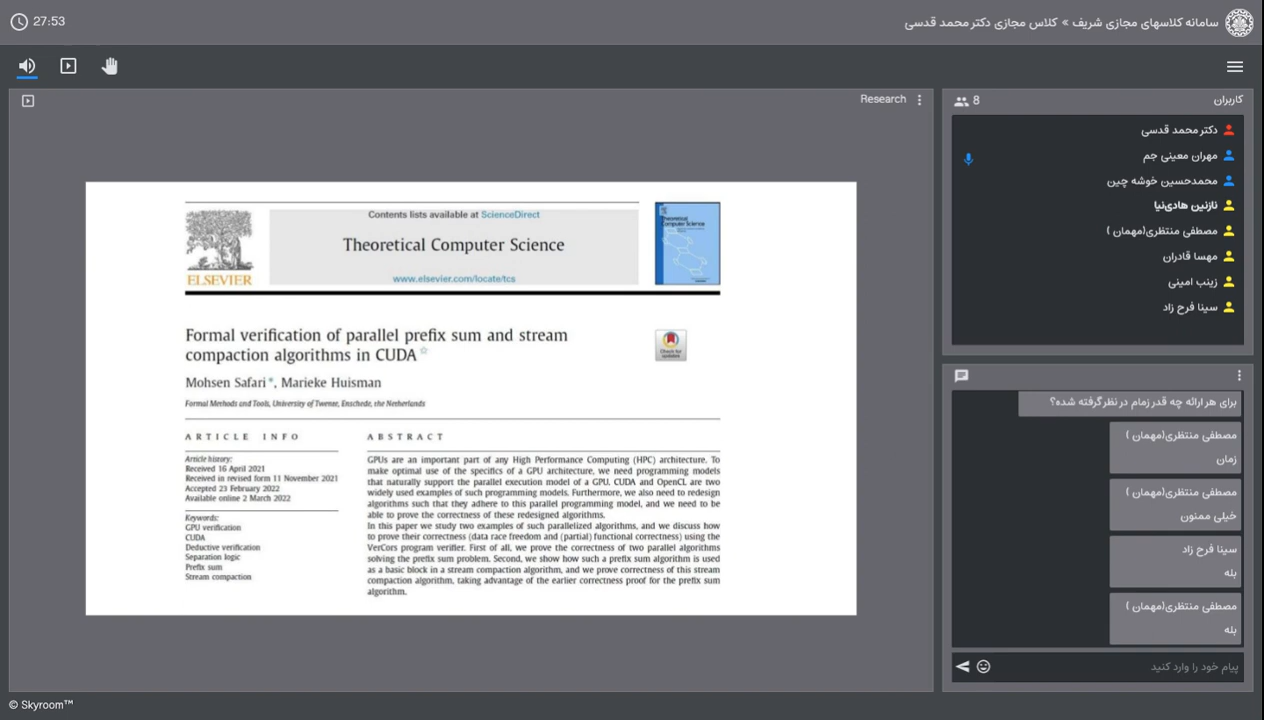 27:53
سامانه کلاسهای مجازی شریف » کلاس مجازی دکتر محمد قدسی
Research
ELSEVIER
Contents lists available at ScienceDirect
Theoretical Computer Science
www.elsevier.com/locate/tcs
Theoretical
Computer Science
Formal verification of parallel prefix sum and stream
compaction algorithms in CUDA ☆
Check for
updates
Mohsen Safari *, Marieke Huisman
Formal Methods and Tools, University of Twente, Enschede, the Netherlands
ARTICLE INFO
Article history:
Received 16 April 2021
Received in revised form 11 November 2021
Accepted 23 February 2022
Available online 2 March 2022
Keywords:
GPU verification
CUDA
Deductive verification
Separation logic
Prefix sum
Stream compaction
ABSTRACT
GPUs are an important part of any High Performance Computing (HPC) architecture. To
make optimal use of the specifics of a GPU architecture, we need programming models
that naturally support the parallel execution model of a GPU. CUDA and OpenCL are two
widely used examples of such programming models. Furthermore, we also need to redesign
algorithms such that they adhere to this parallel programming model, and we need to be
able to prove the correctness of these redesigned algorithms.
In this paper we study two examples of such parallelized algorithms, and we discuss how
to prove their correctness (data race freedom and (partial) functional correctness) using the
VerCors program verifier. First of all, we prove the correctness of two parallel algorithms
solving the prefix sum problem. Second, we show how such a prefix sum algorithm is used
as a basic block in a stream compaction algorithm, and we prove correctness of this stream
compaction algorithm, taking advantage of the earlier correctness proof for the prefix sum
algorithm.
کاربران
8
دکتر محمد قدسی
مهران معینی جم
محمدحسین خوشه چین
نازنین هادی‌نیا
مصطفی منتظری(مهمان )
مهسا قادران
زینب امینی
سینا فرح زاد
برای هر ارائه چه قدر زمام در نظر گرفته شده؟
مصطفی منتظری(مهمان )
زمان
مصطفی منتظری(مهمان )
خیلی ممنون
سینا فرح زاد
بله
مصطفی منتظری(مهمان )
بله
پیام خود را وارد کنید
© Skyroom™